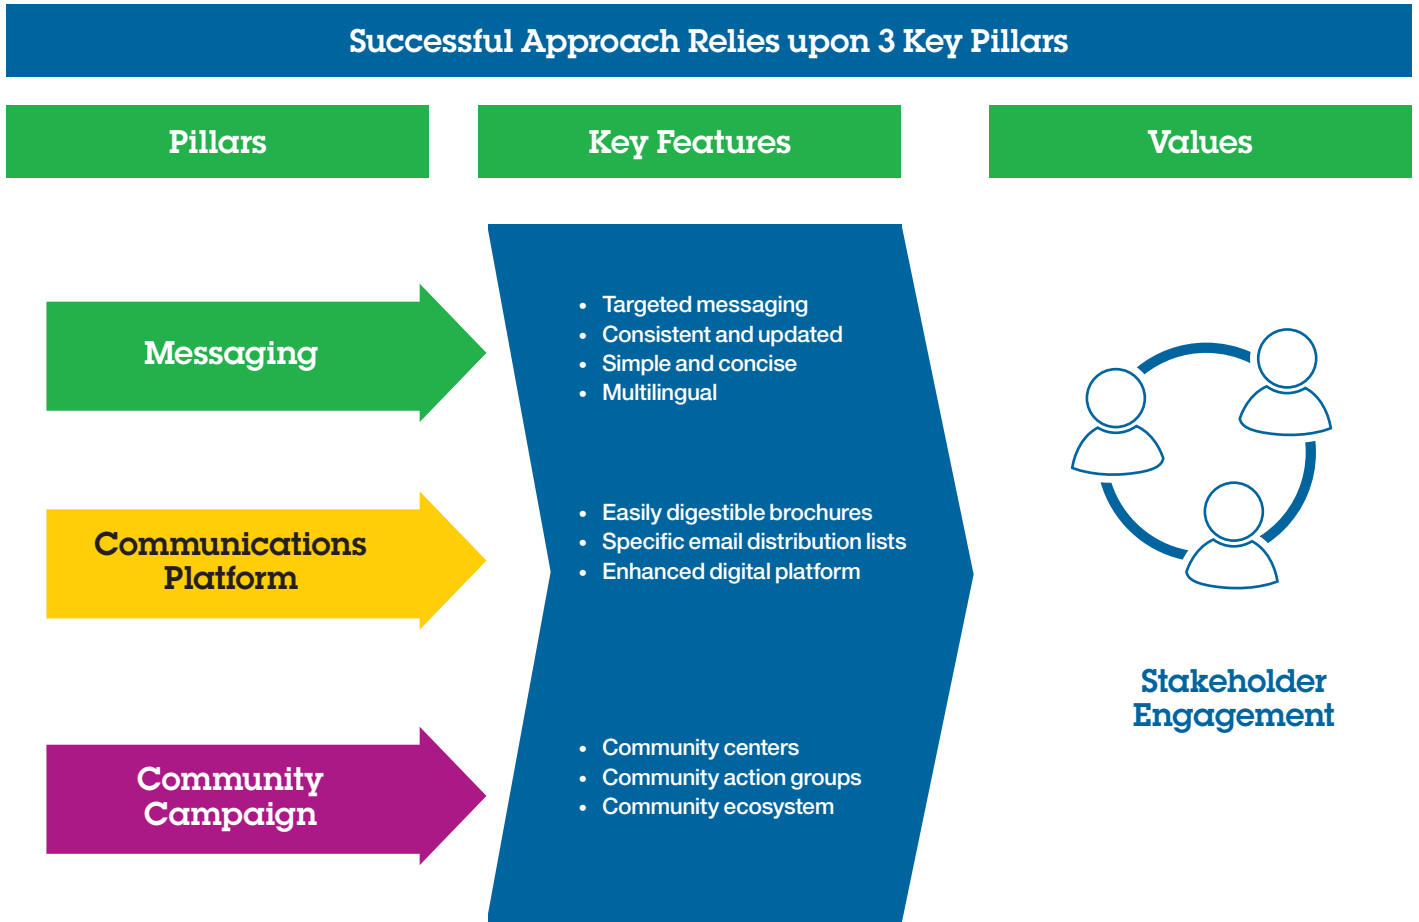 Successful Approach Relies upon 3 Key Pillars
Pillars
Key Features
Values
Messaging
• Targeted messaging
• Consistent and updated
• Simple and concise
• Multilingual
Communications
Platform
• Easily digestible brochures
• Specific email distribution lists
• Enhanced digital platform
Community
Campaign
• Community centers
• Community action groups
• Community ecosystem
Stakeholder
Engagement